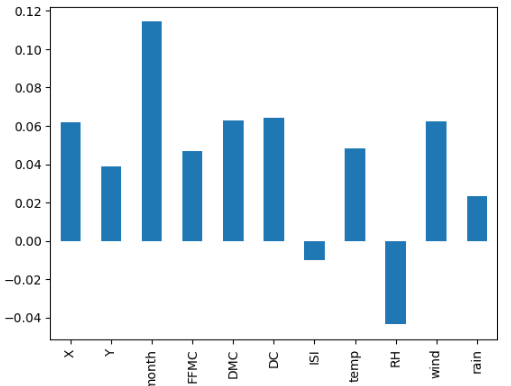 0.12
0.10
0.08
0.06
0.04
0.02
0.00
−0.02
−0.04
X
Y
month
FFMC
DMC
DC
ISI
temp
RH
wind
rain